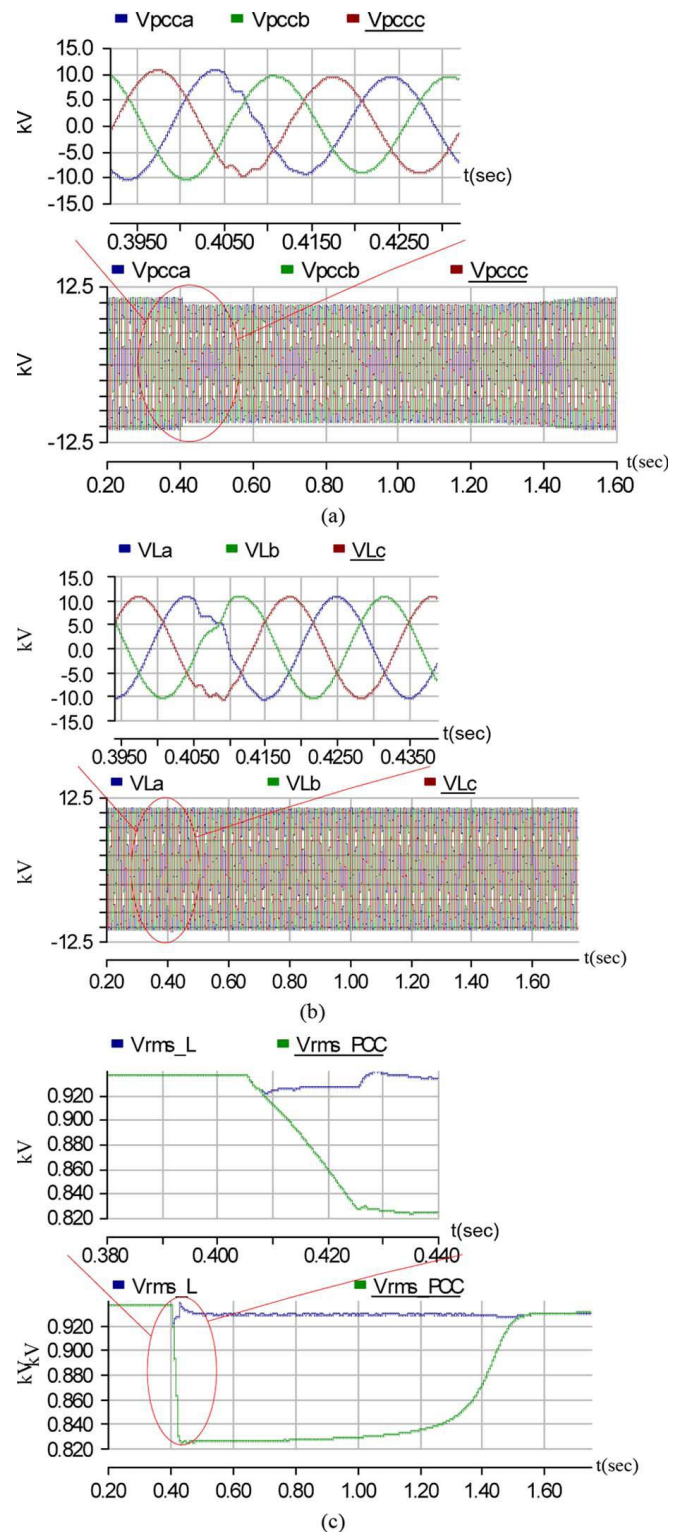 Vpcca Vpccb Vpccc
15.0
10.0
5.0
0.0
-5.0
-10.0
-15.0
kV
t(sec)
0.3950 0.4050 0.4150 0.4250
Vpcca Vpccb Vpccc
12.5
kV
-12.5
t(sec)
0.20 0.40 0.60 0.80 1.00 1.20 1.40 1.60
(a)
VLa VLb VLc
15.0
10.0
5.0
0.0
-5.0
-10.0
-15.0
kV
t(sec)
0.3950 0.4050 0.4150 0.4250 0.4350
VLa VLb VLc
12.5
kV
-12.5
0.20 0.40 0.60 0.80 1.00 1.20 1.40 1.60
t(sec)
(b)
Vrms_L Vrms_PCC
0.920
0.900
0.880
0.860
0.840
0.820
kV
t(sec)
0.380 0.400 0.420 0.440
Vrms_L Vrms_PCC
0.920
0.900
0.880
0.860
0.840
0.820
kV
kV
0.20 0.40 0.60 0.80 1.00 1.20 1.40 1.60
t(sec)
(c)